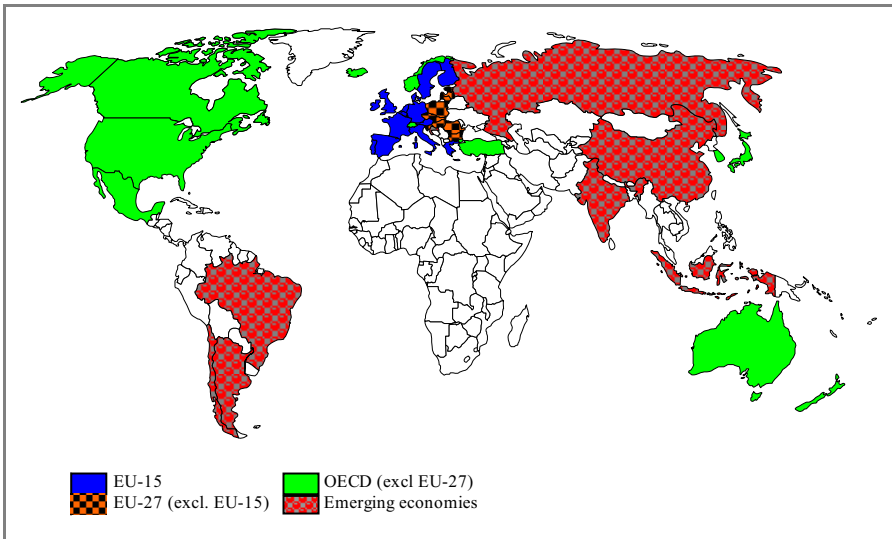 EU-15
EU-27 (excl. EU-15)
OECD (excl EU-27)
Emerging economies